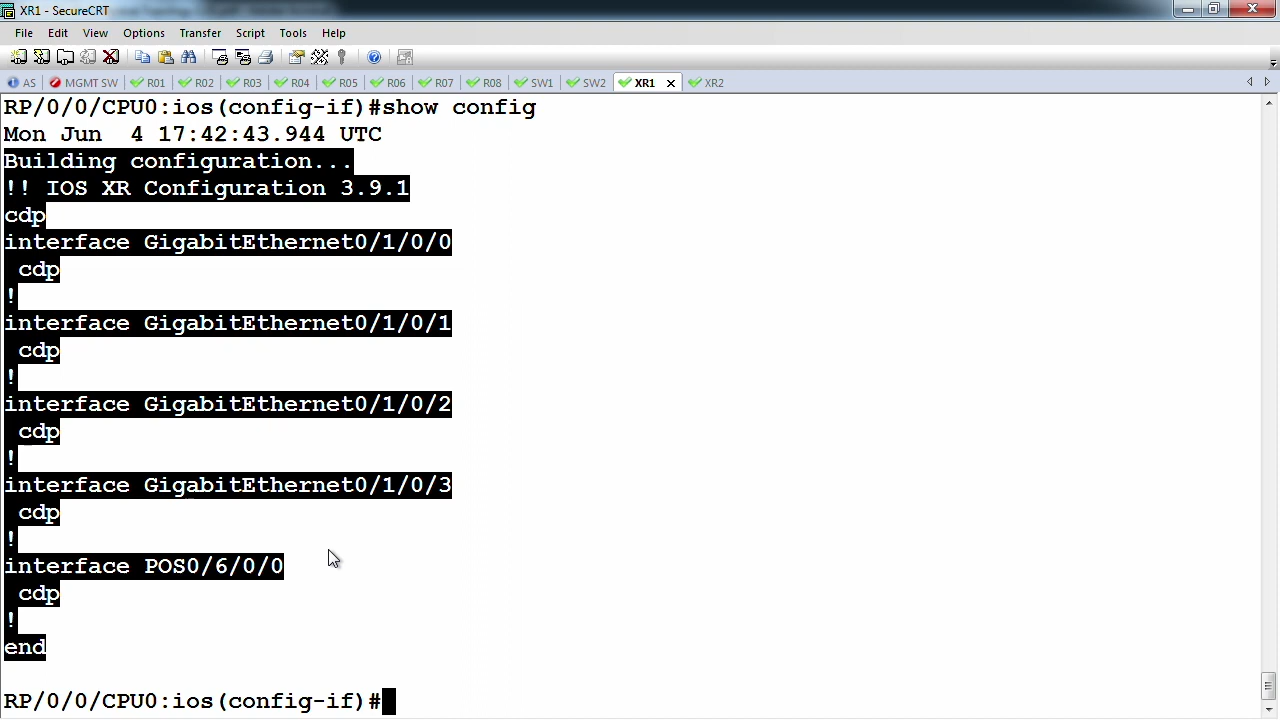 XR1 - SecureCRT
File Edit View Options Transfer Script Tools Help
AS MGMT SW R01 R02 R03 R04 R05 R06 R07 R08 SW1 SW2 XR1 XR2
RP/0/0/CPU0:ios(config-if)#show config
Mon Jun  4 17:42:43.944 UTC
Building configuration...
!! IOS XR Configuration 3.9.1
cdp
interface GigabitEthernet0/1/0/0
 cdp
!
interface GigabitEthernet0/1/0/1
 cdp
!
interface GigabitEthernet0/1/0/2
 cdp
!
interface GigabitEthernet0/1/0/3
 cdp
!
interface POS0/6/0/0
 cdp
!
end
RP/0/0/CPU0:ios(config-if)#